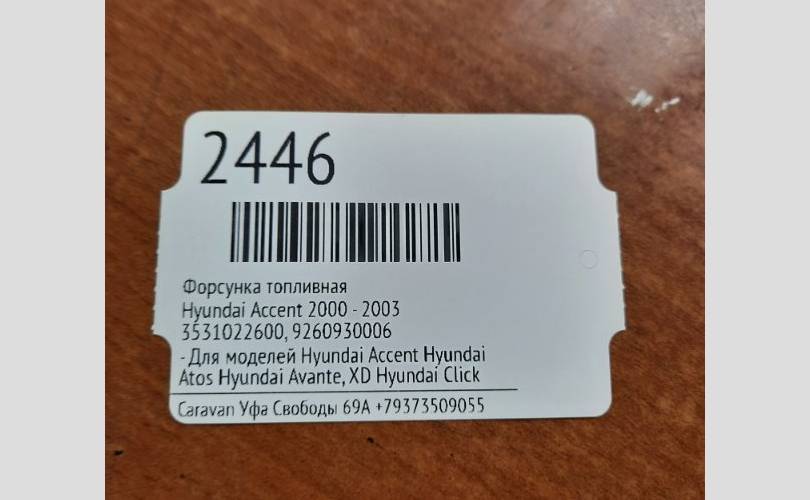 2446
Форсунка топливная
Hyundai Accent 2000 - 2003
3531022600, 9260930006
- Для моделей Hyundai Accent Hyundai
Atos Hyundai Avante, XD Hyundai Click
Caravan Уфа Свободы 69А +79373509055